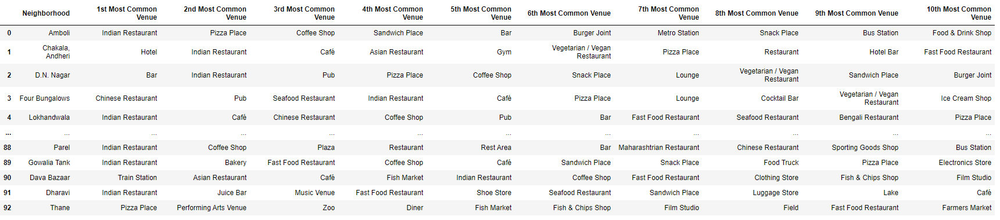 Neighborhood 1st Most Common Venue 2nd Most Common Venue 3rd Most Common Venue 4th Most Common Venue 5th Most Common Venue 6th Most Common Venue 7th Most Common Venue 8th Most Common Venue 9th Most Common Venue 10th Most Common Venue
0 Amboli Indian Restaurant Pizza Place Coffee Shop Sandwich Place Bar Burger Joint Metro Station Snack Place Bus Station Food & Drink Shop
1 Chakala, Andheri Hotel Indian Restaurant Café Asian Restaurant Gym Vegetarian / Vegan Restaurant Pizza Place Restaurant Hotel Bar Fast Food Restaurant
2 D.N. Nagar Bar Indian Restaurant Pub Pizza Place Coffee Shop Snack Place Lounge Vegetarian / Vegan Restaurant Sandwich Place Burger Joint
3 Four Bungalows Chinese Restaurant Pub Seafood Restaurant Indian Restaurant Café Pizza Place Lounge Cocktail Bar Vegetarian / Vegan Restaurant Ice Cream Shop
4 Lokhandwala Indian Restaurant Café Chinese Restaurant Coffee Shop Pub Bar Fast Food Restaurant Seafood Restaurant Bengali Restaurant Pizza Place
... ... ... ... ... ... ... ... ... ... ... ...
88 Parel Indian Restaurant Coffee Shop Plaza Restaurant Rest Area Bar Maharashtrian Restaurant Chinese Restaurant Sporting Goods Shop Bus Station
89 Gowalia Tank Indian Restaurant Bakery Fast Food Restaurant Coffee Shop Café Sandwich Place Snack Place Food Truck Pizza Place Electronics Store
90 Dava Bazaar Train Station Asian Restaurant Café Fish Market Indian Restaurant Coffee Shop Fast Food Restaurant Clothing Store Fish & Chips Shop Film Studio
91 Dharavi Indian Restaurant Juice Bar Music Venue Fast Food Restaurant Shoe Store Seafood Restaurant Sandwich Place Luggage Store Lake Café
92 Thane Pizza Place Performing Arts Venue Zoo Diner Fish Market Fish & Chips Shop Film Studio Field Fast Food Restaurant Farmers Market